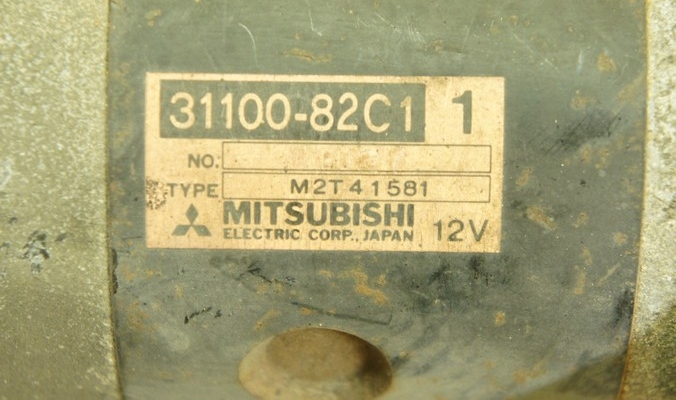 31100-82C1 1
NO.
TYPE M2T41581
MITSUBISHI
ELECTRIC CORP., JAPAN 12V